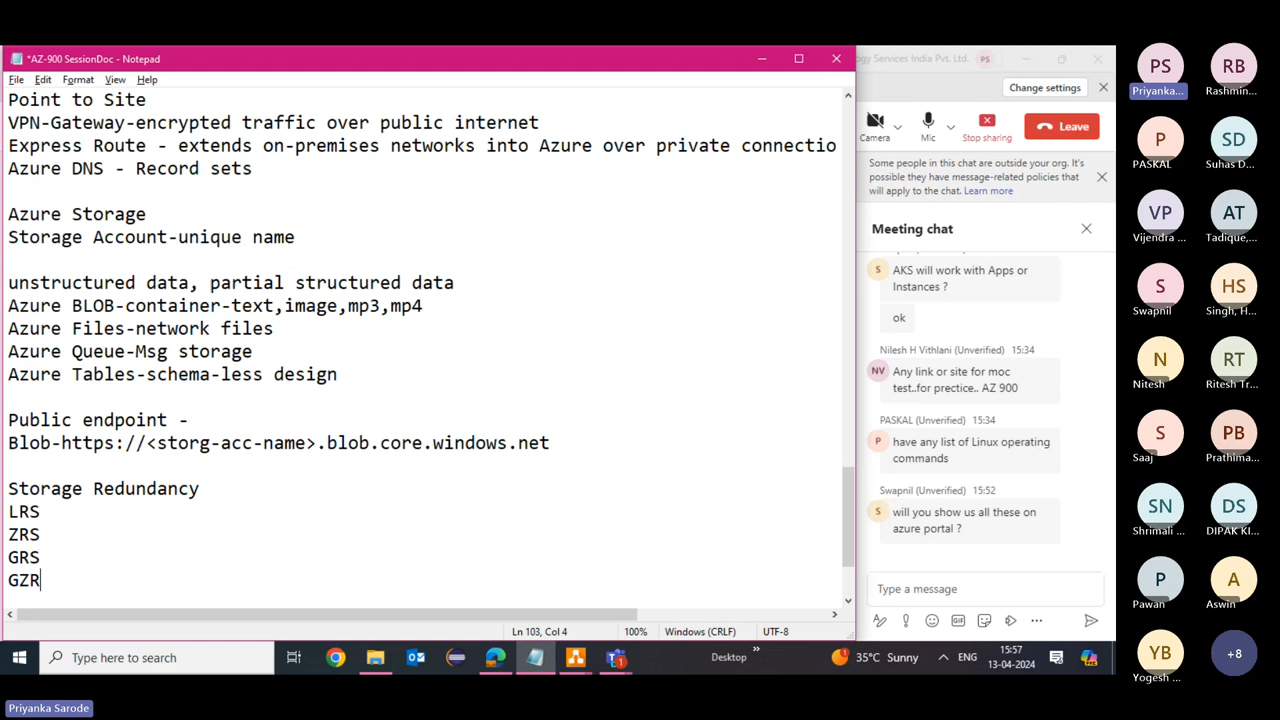 *AZ-900 SessionDoc - Notepad
File Edit Format View Help
Point to Site
VPN-Gateway-encrypted traffic over public internet
Express Route - extends on-premises networks into Azure over private connectio
Azure DNS - Record sets
Azure Storage
Storage Account-unique name
unstructured data, partial structured data
Azure BLOB-container-text,image,mp3,mp4
Azure Files-network files
Azure Queue-Msg storage
Azure Tables-schema-less design
Public endpoint -
Blob-https://<storg-acc-name>.blob.core.windows.net
Storage Redundancy
LRS
ZRS
GRS
GZR
Ln 103, Col 4 100% Windows (CRLF) UTF-8
ogy Services India Pvt. Ltd. PS
Change settings
Camera Mic Stop sharing Leave
Some people in this chat are outside your org. It's
possible they have message-related policies that
will apply to the chat. Learn more
Meeting chat
S AKS will work with Apps or
Instances ?
ok
Nilesh H Vithlani (Unverified) 15:34
NV Any link or site for moc
test..for prectice.. AZ 900
PASKAL (Unverified) 15:34
P have any list of Linux operating
commands
Swapnil (Unverified) 15:52
S will you show us all these on
azure portal ?
Type a message
GIF
Type here to search
1
Desktop
1
35°C Sunny
ENG
15:57
13-04-2024
PS RB
Priyanka... Rashmin...
P SD
PASKAL Suhas D...
VP AT
Vijendra ... Tadique,...
S HS
Swapnil Singh, H...
N RT
Nitesh Ritesh Tr...
S PB
Saaj Prathima...
SN DS
Shrimali ... DIPAK KI...
P A
Pawan Aswin
YB +8
Yogesh ...
Priyanka Sarode